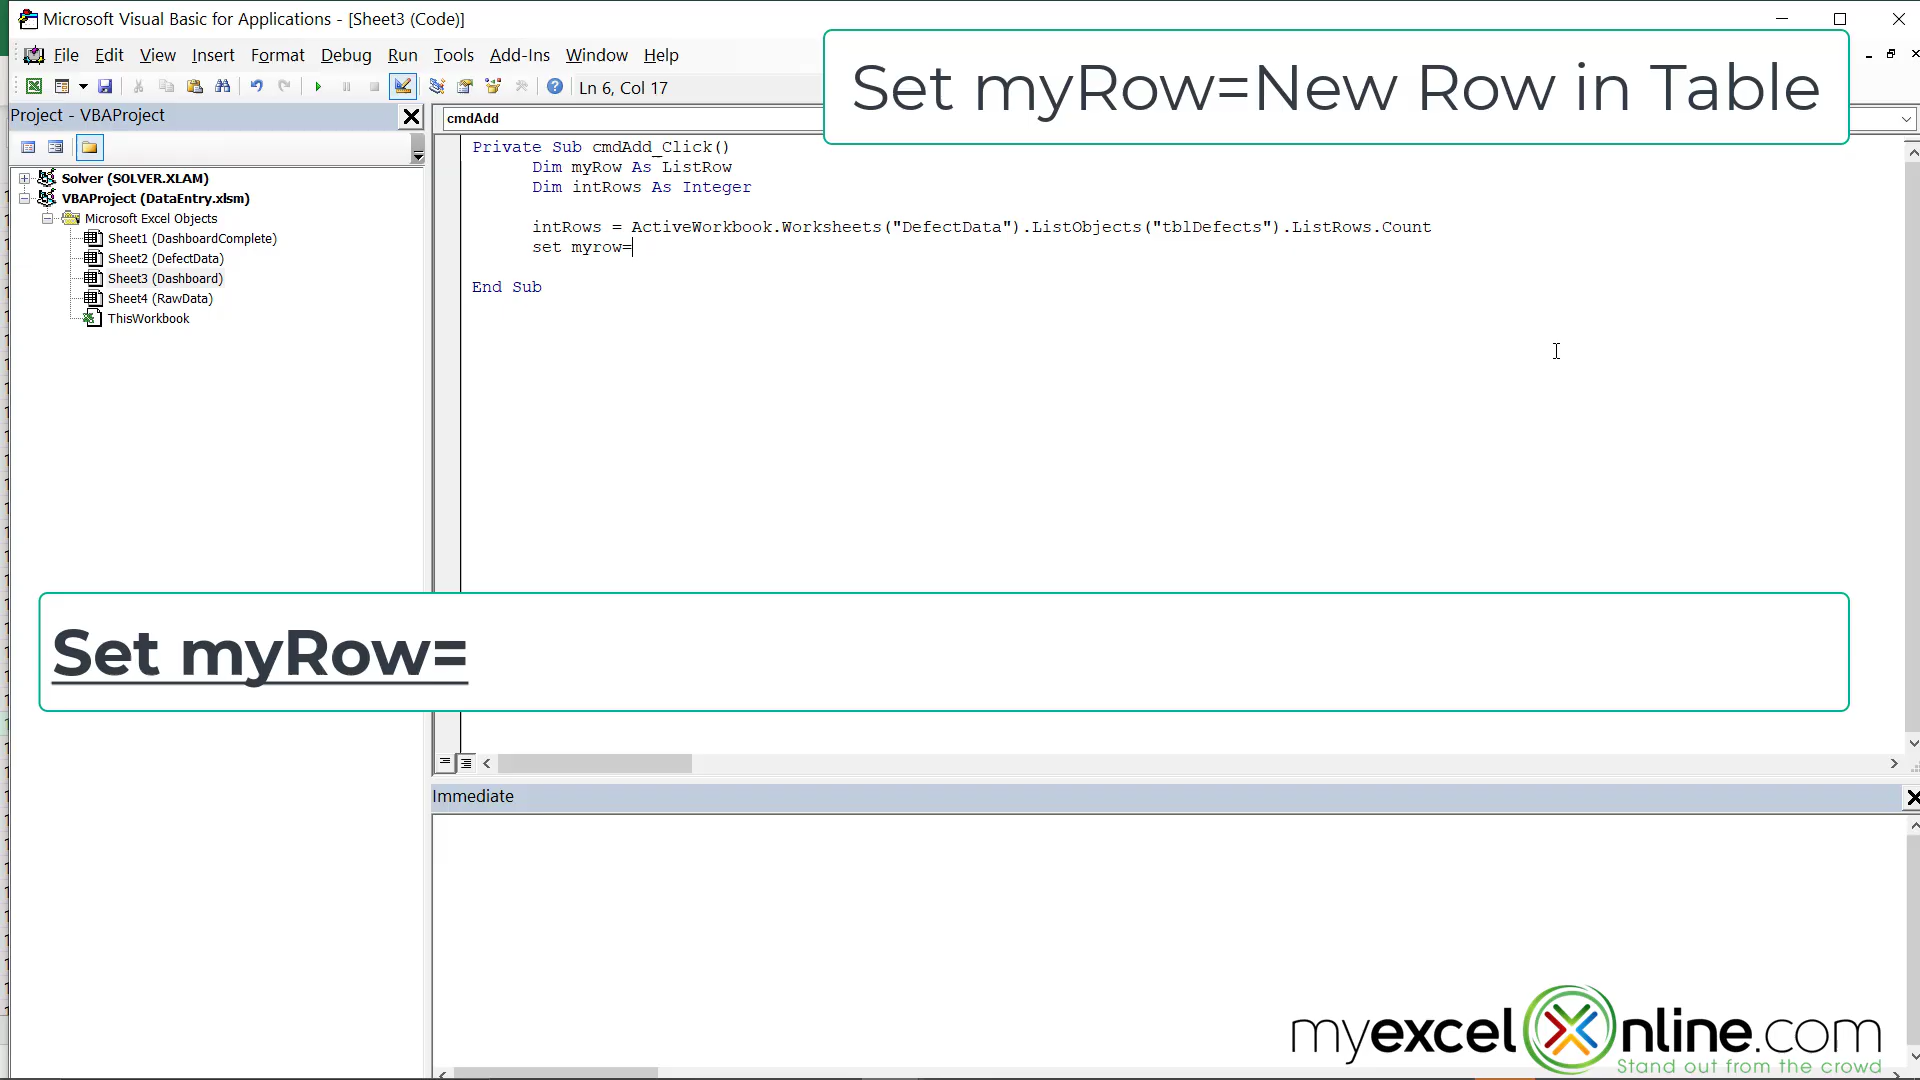 Microsoft Visual Basic for Applications - [Sheet3 (Code)]
File Edit View Insert Format Debug Run Tools Add-Ins Window Help
Set myRow=New Row in Table
Ln 6, Col 17
Project - VBAProject
cmdAdd
Solver (SOLVER.XLAM)
VBAProject (DataEntry.xlsm)
Microsoft Excel Objects
Sheet1 (DashboardComplete)
Sheet2 (DefectData)
Sheet3 (Dashboard)
Sheet4 (RawData)
ThisWorkbook
Private Sub cmdAdd_Click()
Dim myRow As ListRow
Dim intRows As Integer
intRows = ActiveWorkbook.Worksheets("DefectData").ListObjects("tblDefects").ListRows.Count
set myrow=
End Sub
Set myRow=
Immediate
myexcelOnline.com
Stand out from the crowd